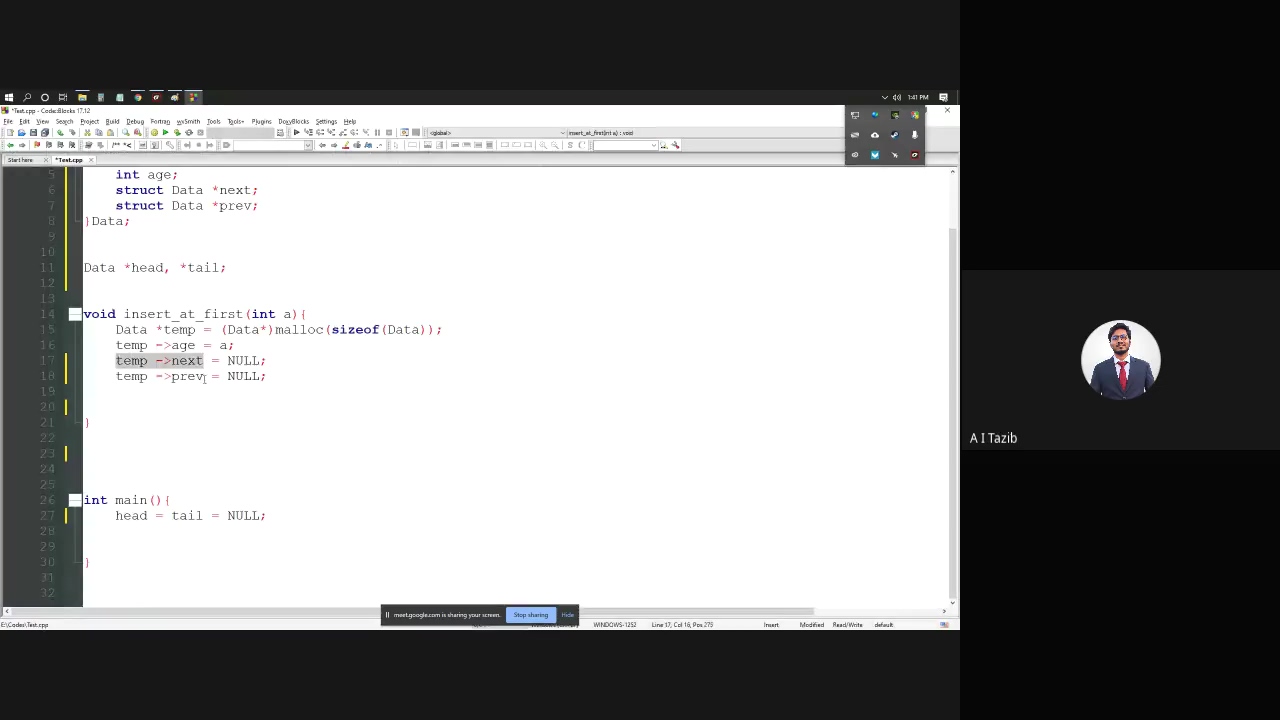 1:41 PM
*Test.cpp - Code::Blocks 17.12
File Edit View Search Project Build Debug Fortran wxSmith Tools Tools+ Plugins DoxyBlocks Settings Help
<global>
insert_at_first(int a) : void
Start here
*Test.cpp
5 int age;
6 struct Data *next;
7 struct Data *prev;
8 }Data;
9
10
11 Data *head, *tail;
12
13
14 void insert_at_first(int a){
15 Data *temp = (Data*)malloc(sizeof(Data));
16 temp ->age = a;
17 temp ->next = NULL;
18 temp ->prev = NULL;
19
20
21 }
22
23
24
25
26 int main(){
27 head = tail = NULL;
28
29
30 }
31
32
meet.google.com is sharing your screen.
Stop sharing
Hide
E:\Codes\Test.cpp
WINDOWS-1252
Line 17, Col 16, Pos 275
Insert
Modified
Read/Write
default
A I Tazib